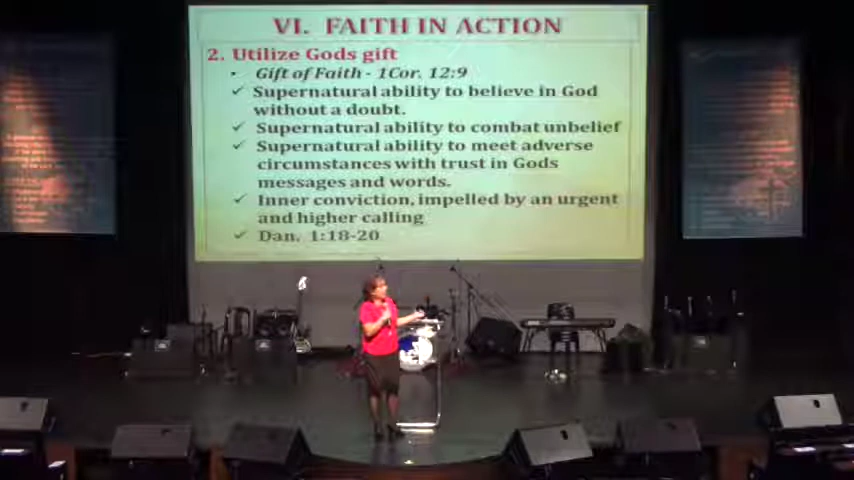 VI. FAITH IN ACTION
2. Utilize Gods gift
• Gift of Faith - 1Cor. 12:9
✓ Supernatural ability to believe in God
without a doubt.
✓ Supernatural ability to combat unbelief
✓ Supernatural ability to meet adverse
circumstances with trust in Gods
messages and words.
✓ Inner conviction, impelled by an urgent
and higher calling
✓ Dan. 1:18-20